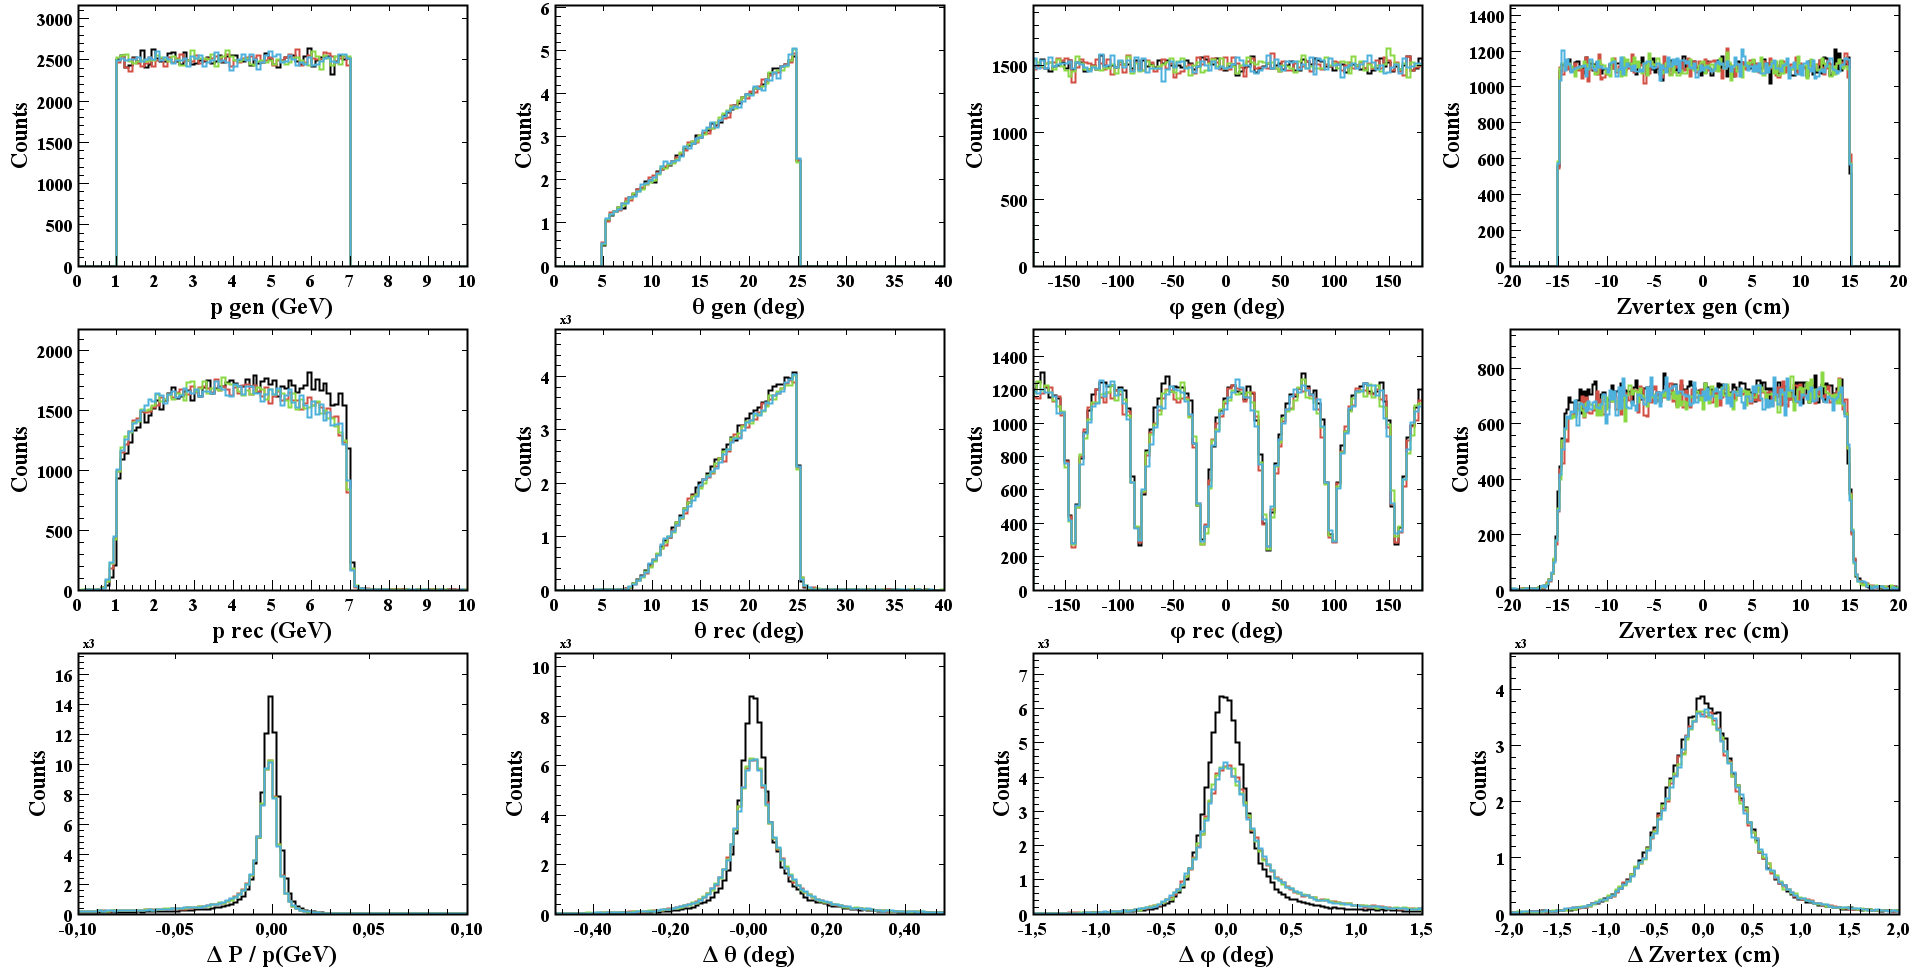 3000
2500
2000
1500
1000
500
0
Counts
0 1 2 3 4 5 6 7 8 9 10
p gen (GeV)
6
5
4
3
2
1
0
Counts
0 5 10 15 20 25 30 35 40
θ gen (deg)
1500
1000
500
0
Counts
-150 -100 -50 0 50 100 150
φ gen (deg)
1400
1200
1000
800
600
400
200
0
Counts
-20 -15 -10 -5 0 5 10 15 20
Zvertex gen (cm)
2000
1500
1000
500
0
Counts
0 1 2 3 4 5 6 7 8 9 10
p rec (GeV)
x3
4
3
2
1
0
Counts
0 5 10 15 20 25 30 35 40
θ rec (deg)
1400
1200
1000
800
600
400
200
0
Counts
-150 -100 -50 0 50 100 150
φ rec (deg)
800
600
400
200
0
Counts
-20 -15 -10 -5 0 5 10 15 20
Zvertex rec (cm)
x3
16
14
12
10
8
6
4
2
0
Counts
-0,10 -0,05 0,00 0,05 0,10
Δ P / p(GeV)
x3
10
8
6
4
2
0
Counts
-0,40 -0,20 0,00 0,20 0,40
Δ θ (deg)
x3
7
6
5
4
3
2
1
0
Counts
-1,5 -1,0 -0,5 0,0 0,5 1,0 1,5
Δ φ (deg)
x3
4
3
2
1
0
Counts
-2,0 -1,5 -1,0 -0,5 0,0 0,5 1,0 1,5 2,0
Δ Zvertex (cm)